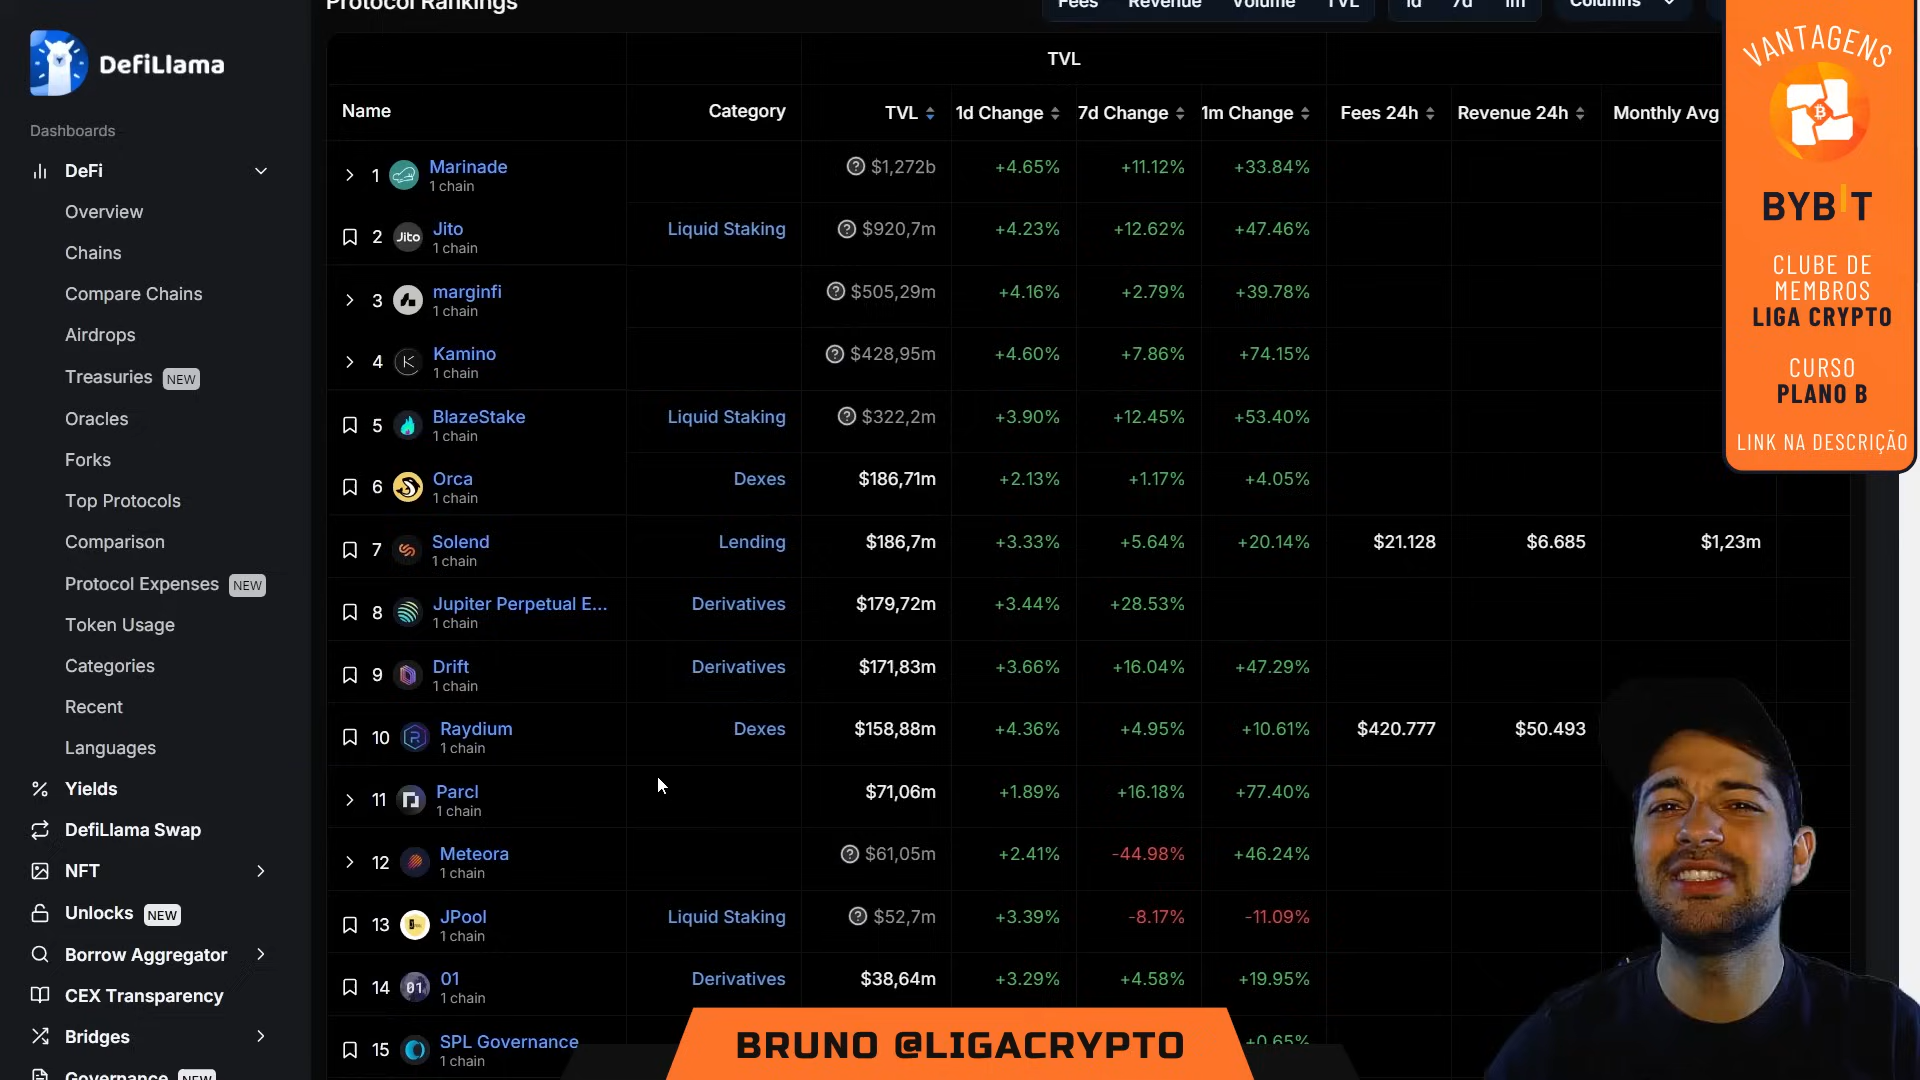 Protocol Rankings
Fees Revenue Volume TVL 1d 7d 1m Columns
DefiLlama
Dashboards
DeFi
Overview
Chains
Compare Chains
Airdrops
Treasuries NEW
Oracles
Forks
Top Protocols
Comparison
Protocol Expenses NEW
Token Usage
Categories
Recent
Languages
Yields
DefiLlama Swap
NFT
Unlocks NEW
Borrow Aggregator
CEX Transparency
Bridges
Governance NEW
TVL
Name Category TVL 1d Change 7d Change 1m Change Fees 24h Revenue 24h Monthly Avg
1 Marinade $1,272b +4.65% +11.12% +33.84%
1 chain
2 Jito Liquid Staking $920,7m +4.23% +12.62% +47.46%
1 chain
3 marginfi $505,29m +4.16% +2.79% +39.78%
1 chain
4 Kamino $428,95m +4.60% +7.86% +74.15%
1 chain
5 BlazeStake Liquid Staking $322,2m +3.90% +12.45% +53.40%
1 chain
6 Orca Dexes $186,71m +2.13% +1.17% +4.05%
1 chain
7 Solend Lending $186,7m +3.33% +5.64% +20.14% $21.128 $6.685 $1,23m
1 chain
8 Jupiter Perpetual E... Derivatives $179,72m +3.44% +28.53%
1 chain
9 Drift Derivatives $171,83m +3.66% +16.04% +47.29%
1 chain
10 Raydium Dexes $158,88m +4.36% +4.95% +10.61% $420.777 $50.493
1 chain
11 Parcl $71,06m +1.89% +16.18% +77.40%
1 chain
12 Meteora $61,05m +2.41% -44.98% +46.24%
1 chain
13 JPool Liquid Staking $52,7m +3.39% -8.17% -11.09%
1 chain
14 01 Derivatives $38,64m +3.29% +4.58% +19.95%
1 chain
15 SPL Governance +0.65%
1 chain
VANTAGENS
BYBIT
CLUBE DE
MEMBROS
LIGA CRYPTO
CURSO
PLANO B
LINK NA DESCRIÇÃO
BRUNO @LIGACRYPTO